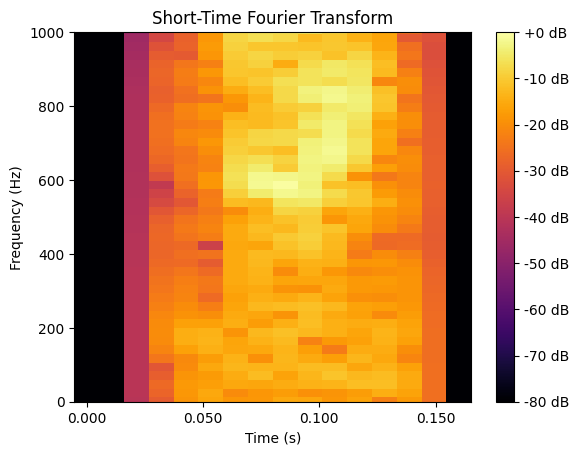 Short-Time Fourier Transform
Frequency (Hz)
1000
800
600
400
200
0
0.000
0.050
0.100
0.150
Time (s)
+0 dB
-10 dB
-20 dB
-30 dB
-40 dB
-50 dB
-60 dB
-70 dB
-80 dB